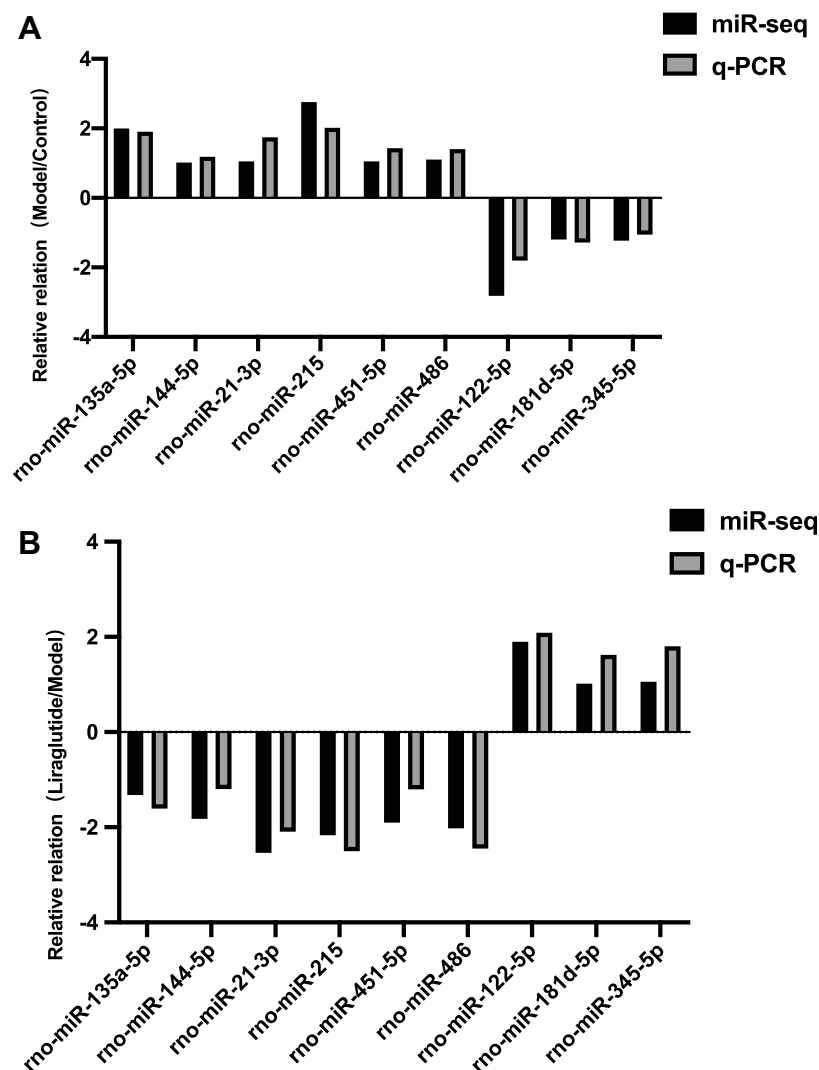 A
miR-seq
q-PCR
Relative relation（Model/Control）
4
2
0
-2
-4
rno-miR-135a-5p
rno-miR-144-5p
rno-miR-21-3p
rno-miR-215
rno-miR-451-5p
rno-miR-486
rno-miR-122-5p
rno-miR-181d-5p
rno-miR-345-5p
B
miR-seq
q-PCR
Relative relation（Liraglutide/Model）
4
2
0
-2
-4
rno-miR-135a-5p
rno-miR-144-5p
rno-miR-21-3p
rno-miR-215
rno-miR-451-5p
rno-miR-486
rno-miR-122-5p
rno-miR-181d-5p
rno-miR-345-5p